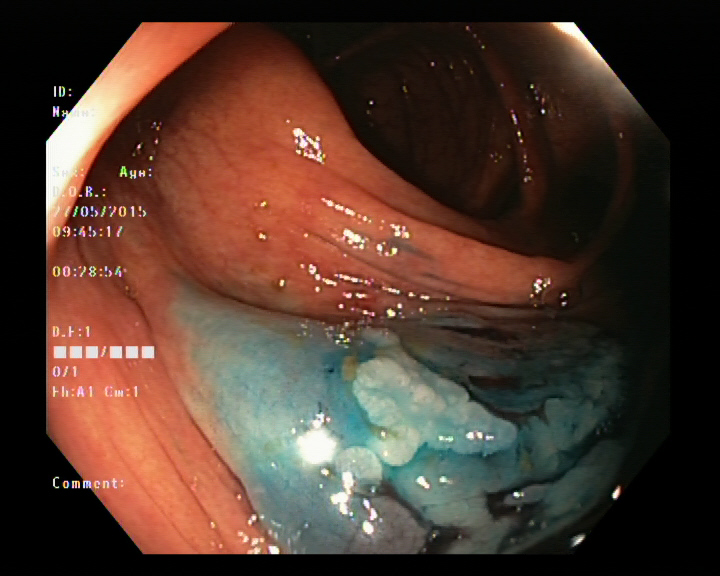 ID:
Name:
Sex: Age:
D.O.B.:
27/05/2015
09:45:17
00:28:54
D.F:1
■■■/■■■
0/1
Eh:A1 Cm:1
Comment: